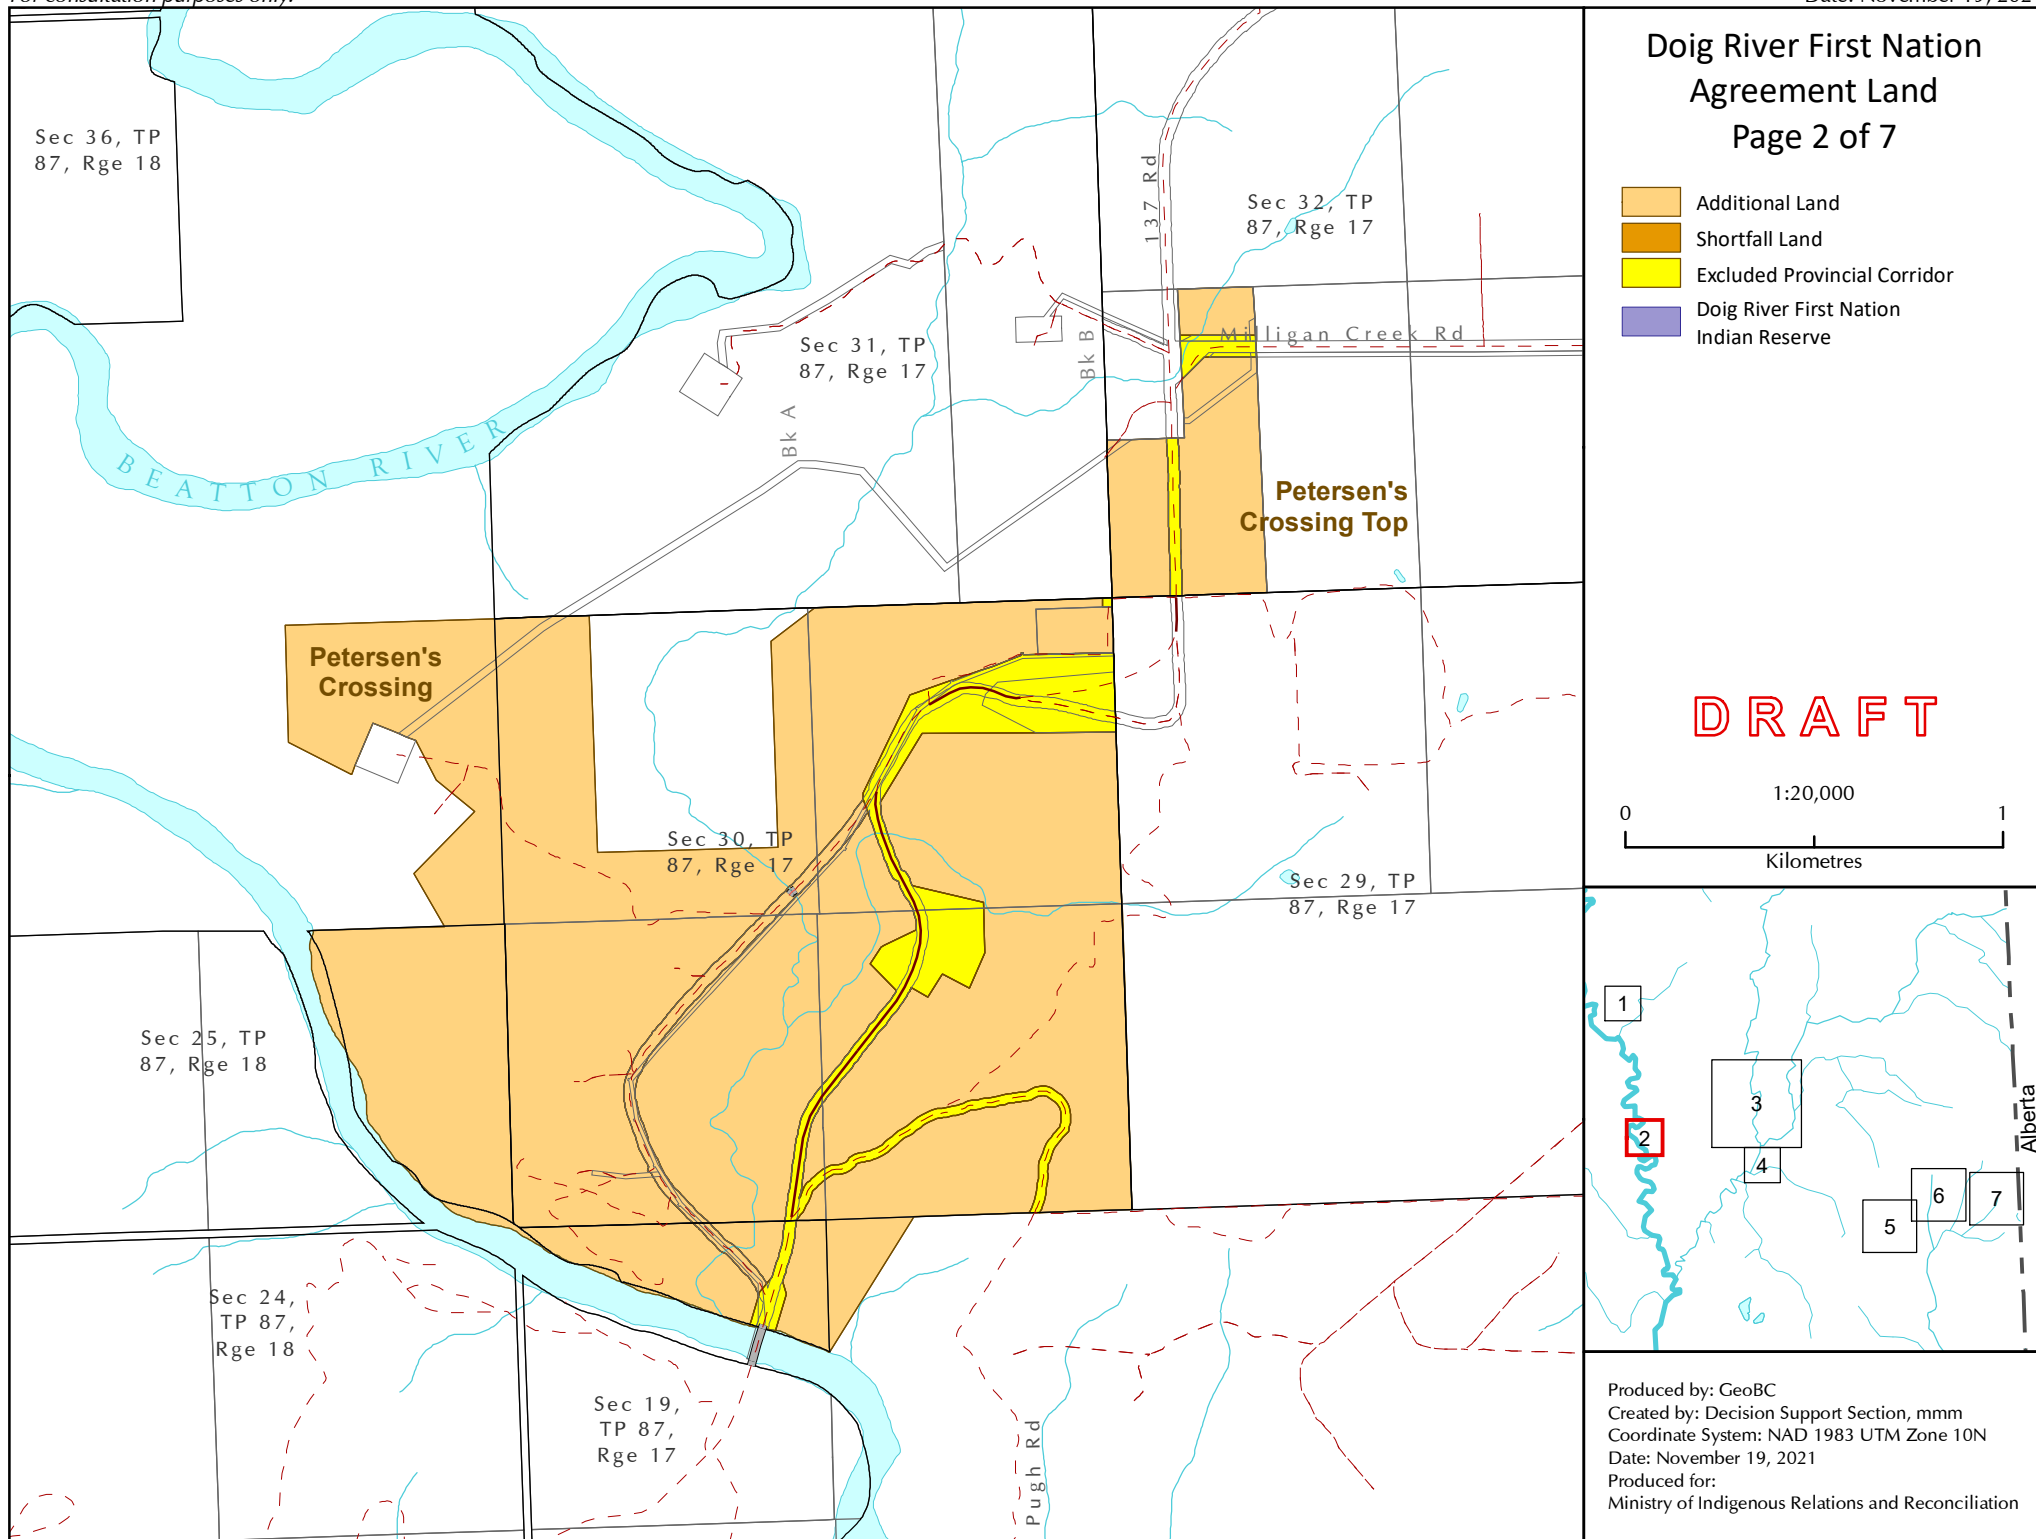 For consultation purposes only.
Doig River First Nation
Agreement Land
Page 2 of 7
Additional Land
Shortfall Land
Excluded Provincial Corridor
Doig River First Nation
Indian Reserve
DRAFT
1:20,000
0 1
Kilometres
Sec 36, TP
87, Rge 18
137 Rd
Sec 32, TP
87, Rge 17
Milligan Creek Rd
Sec 31, TP
87, Rge 17
Bk B
Bk A
BEATTON RIVER
Petersen's
Crossing Top
Petersen's
Crossing
Sec 30, TP
87, Rge 17
Sec 29, TP
87, Rge 17
Sec 25, TP
87, Rge 18
Sec 24,
TP 87,
Rge 18
Sec 19,
TP 87,
Rge 17
Pugh Rd
1
2
3
4
5
6
7
Alberta
Produced by: GeoBC
Created by: Decision Support Section, mmm
Coordinate System: NAD 1983 UTM Zone 10N
Date: November 19, 2021
Produced for:
Ministry of Indigenous Relations and Reconciliation